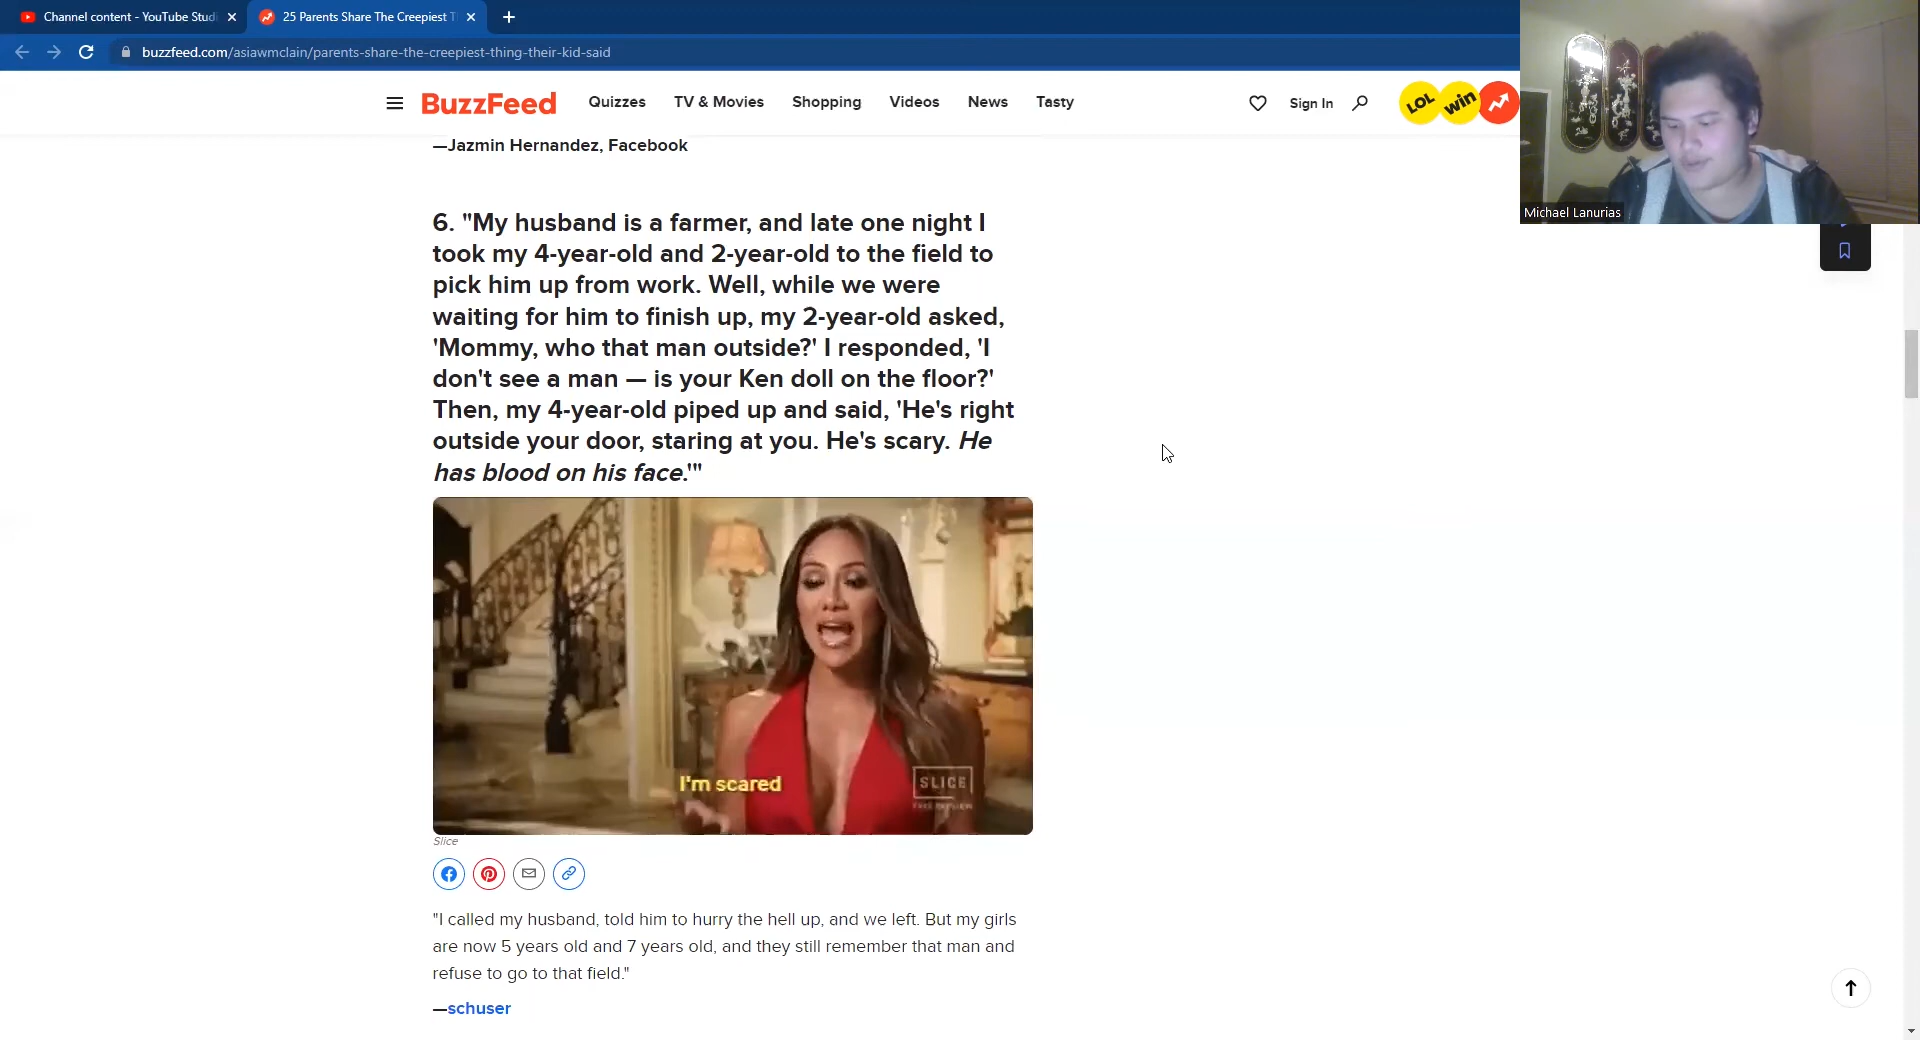 Channel content - YouTube Studi
25 Parents Share The Creepiest T
buzzfeed.com/asiawmclain/parents-share-the-creepiest-thing-their-kid-said
BuzzFeed
Quizzes
TV & Movies
Shopping
Videos
News
Tasty
Sign In
LOL
win
Michael Lanurias
—Jazmin Hernandez, Facebook
6. "My husband is a farmer, and late one night I
took my 4-year-old and 2-year-old to the field to
pick him up from work. Well, while we were
waiting for him to finish up, my 2-year-old asked,
'Mommy, who that man outside?' I responded, 'I
don't see a man — is your Ken doll on the floor?'
Then, my 4-year-old piped up and said, 'He's right
outside your door, staring at you. He's scary. He
has blood on his face.'"
I'm scared
SLICE
FREE PREVIEW
Slice
"I called my husband, told him to hurry the hell up, and we left. But my girls
are now 5 years old and 7 years old, and they still remember that man and
refuse to go to that field."
—schuser